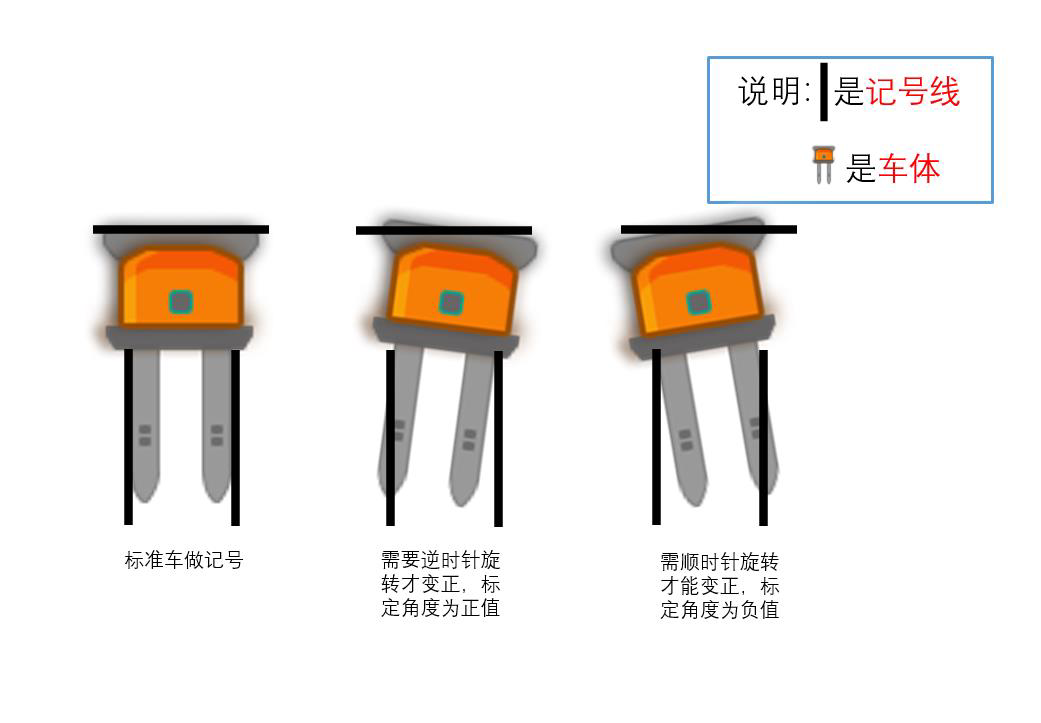 说明: 是记号线
是车体
标准车做记号
需要逆时针旋
转才变正，标
定角度为正值
需顺时针旋转
才能变正，标
定角度为负值